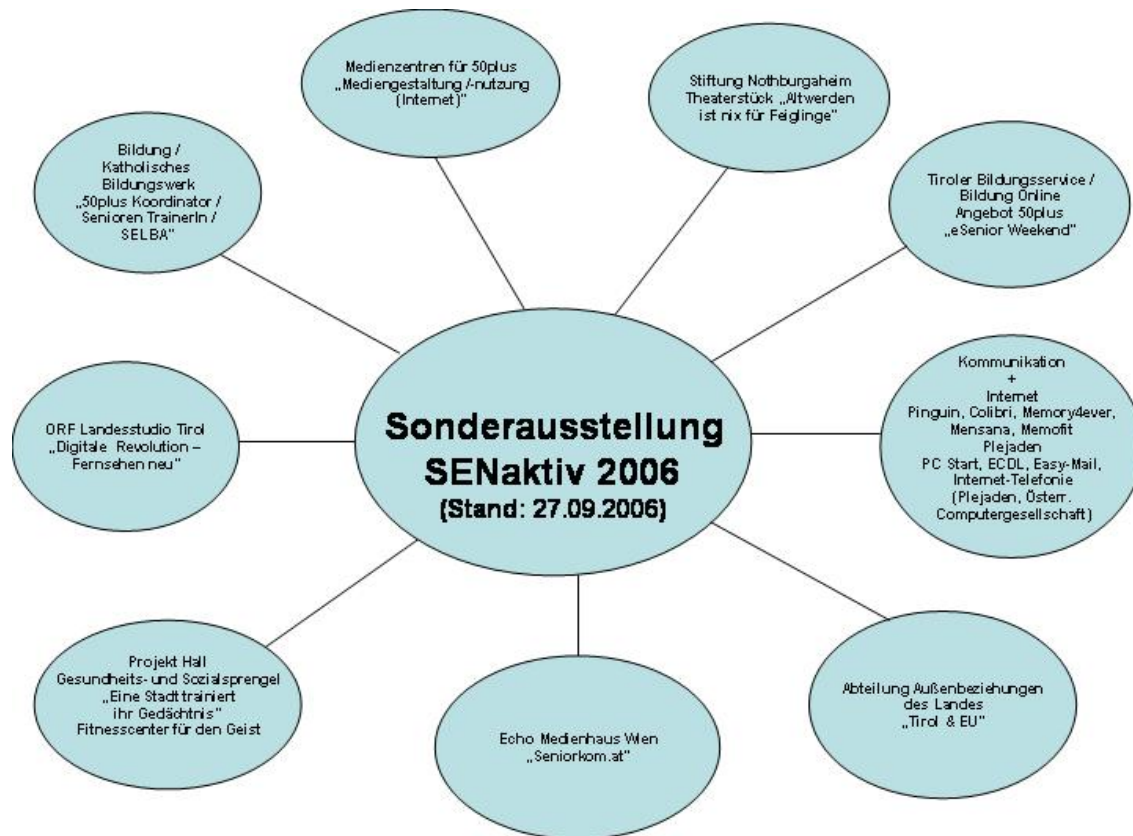 Medienzentren für 50plus
„Mediengestaltung /-nutzung
(Internet)"
Stiftung Nothburgaheim
Theaterstück „Altwerden
ist nix für Feiglinge"
Bildung /
Katholisches
Bildungswerk
„50plus Koordinator /
Senioren TrainerIn /
SELBA"
Tiroler Bildungsservice /
Bildung Online
Angebot 50plus
„eSenior Weekend"
ORF Landesstudio Tirol
„Digitale Revolution –
Fernsehen neu"
Sonderausstellung
SENaktiv 2006
(Stand: 27.09.2006)
Kommunikation
+
Internet
Pinguin, Colibri, Memory4ever,
Mensana, Memofit
Plejaden
PC Start, ECDL, Easy-Mail,
Internet-Telefonie
(Plejaden, Österr.
Computergesellschaft)
Projekt Hall
Gesundheits- und Sozialsprengel
„Eine Stadt trainiert
ihr Gedächtnis"
Fitnesscenter für den Geist
Echo Medienhaus Wien
„Seniorkom.at"
Abteilung Außenbeziehungen
des Landes
„Tirol & EU"